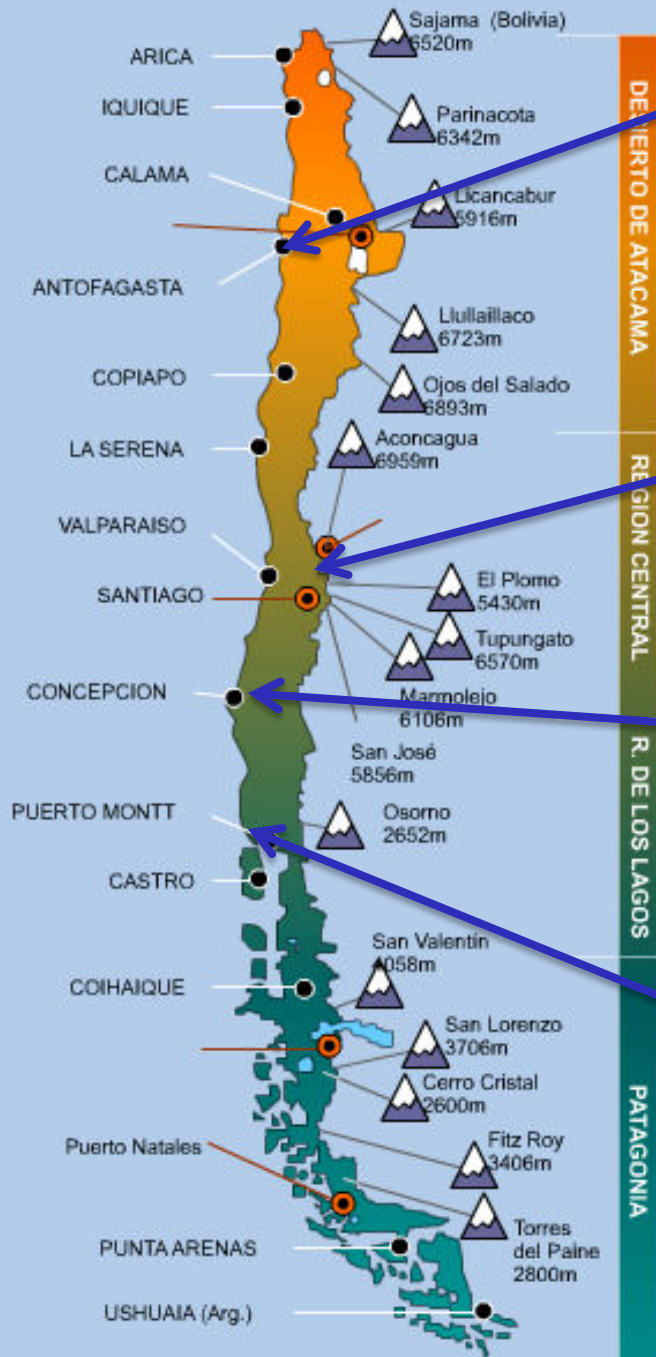 ARICA
IQUIQUE
CALAMA
ANTOFAGASTA
COPIAPO
LA SERENA
VALPARAISO
SANTIAGO
CONCEPCION
PUERTO MONTT
CASTRO
COIHAIQUE
Puerto Natales
PUNTA ARENAS
USHUAIA (Arg.)
Sajama (Bolivia)
6520m
Parinacota
6342m
Licancabur
5916m
Llullaillaco
6723m
Ojos del Salado
6893m
Aconcagua
6959m
El Plomo
5430m
Tupungato
6570m
Marmolejo
6106m
San José
5856m
Osorno
2652m
San Valentín
4058m
San Lorenzo
3706m
Cerro Cristal
2600m
Fitz Roy
3406m
Torres
del Paine
2800m
DESIERTO DE ATACAMA
REGION CENTRAL
R. DE LOS LAGOS
PATAGONIA